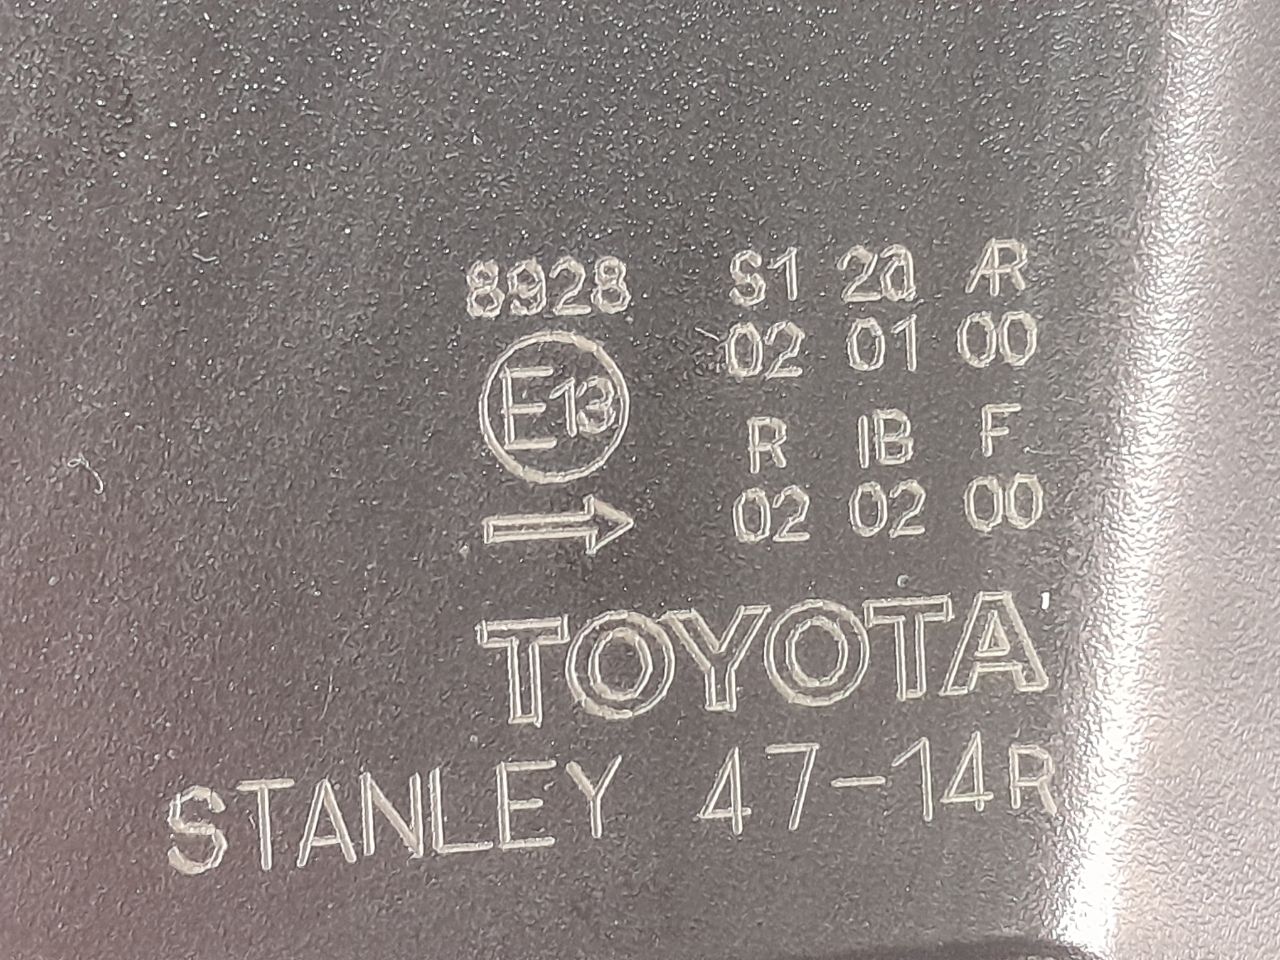 8928 S1 2a AR
02 01 00
E13
R IB F
→ 02 02 00
TOYOTA
STANLEY 47-14R